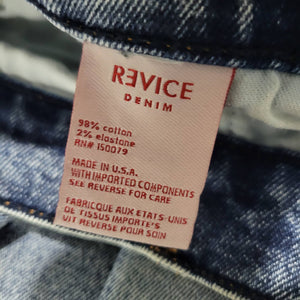 REVICE
DENIM
98% cotton
2% elastane
RN# 150079
MADE IN U.S.A.
WITH IMPORTED COMPONENTS
SEE REVERSE FOR CARE
FABRIQUE AUX ETATS-UNIS
DE TISSUS IMPORTE'S
VIT REVERSE POUR SOIN